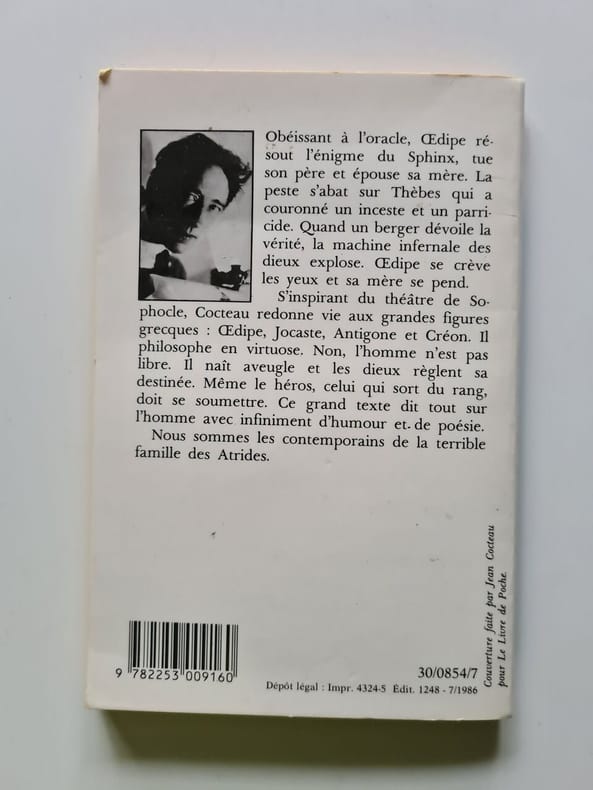 Obéissant à l'oracle, Œdipe ré-
sout l'énigme du Sphinx, tue
son père et épouse sa mère. La
peste s'abat sur Thèbes qui a
couronné un inceste et un parri-
cide. Quand un berger dévoile la
vérité, la machine infernale des
dieux explose. Œdipe se crève
les yeux et sa mère se pend.
S'inspirant du théâtre de So-
phocle, Cocteau redonne vie aux grandes figures
grecques : Œdipe, Jocaste, Antigone et Créon. Il
philosophe en virtuose. Non, l'homme n'est pas
libre. Il naît aveugle et les dieux règlent sa
destinée. Même le héros, celui qui sort du rang,
doit se soumettre. Ce grand texte dit tout sur
l'homme avec infiniment d'humour et de poésie.
Nous sommes les contemporains de la terrible
famille des Atrides.
Couverture faite par Jean Cocteau
pour Le Livre de Poche.
9 782253 009160
30/0854/7
Dépôt légal : Impr. 4324-5 Édit. 1248 - 7/1986